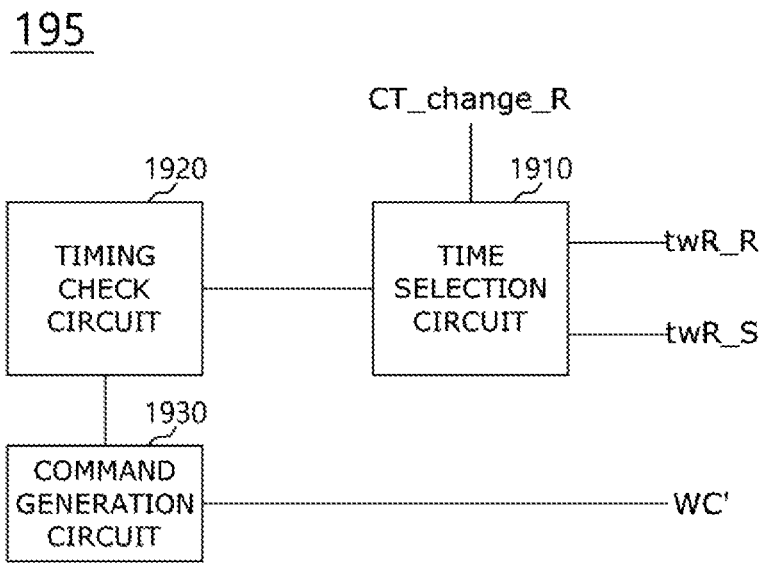 195
CT_change_R
1920
1910
TIMING
CHECK
CIRCUIT
TIME
SELECTION
CIRCUIT
twR_R
twR_S
1930
COMMAND
GENERATION
CIRCUIT
WC'